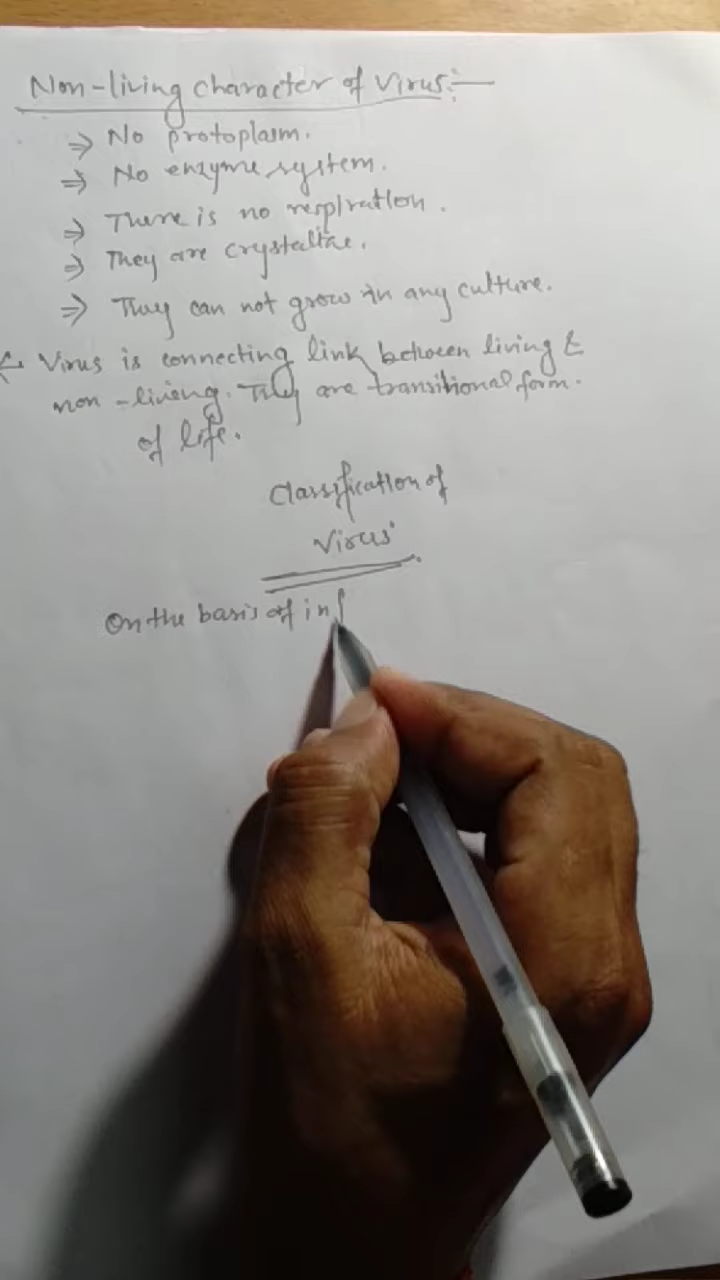 Non-living character of Virus:-
⇒ No protoplasm.
⇒ No enzyme system.
⇒ There is no respiration.
⇒ They are crystaline.
⇒ They can not grow in any culture.
Virus is connecting link between living &
non-living. They are transitional form.
of life.
Classification of
Virus
On the basis of inf